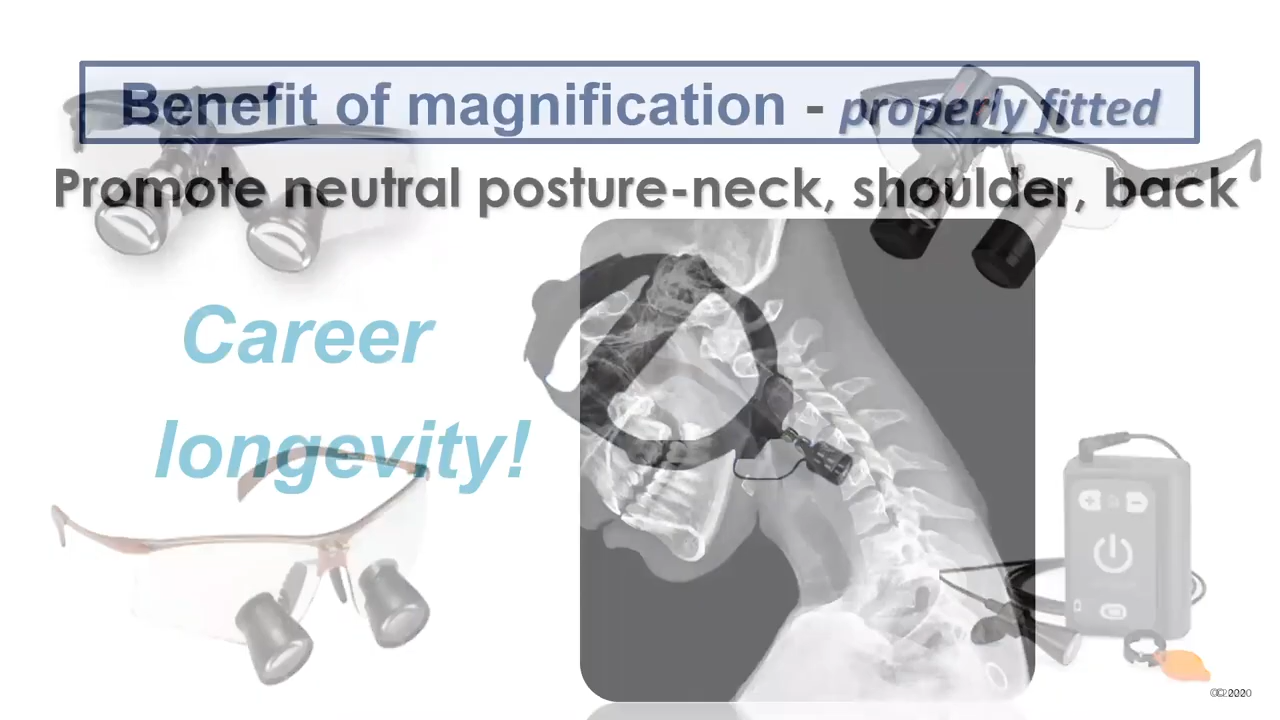 Benefit of magnification - properly fitted
Promote neutral posture-neck, shoulder, back
Career
longevity!